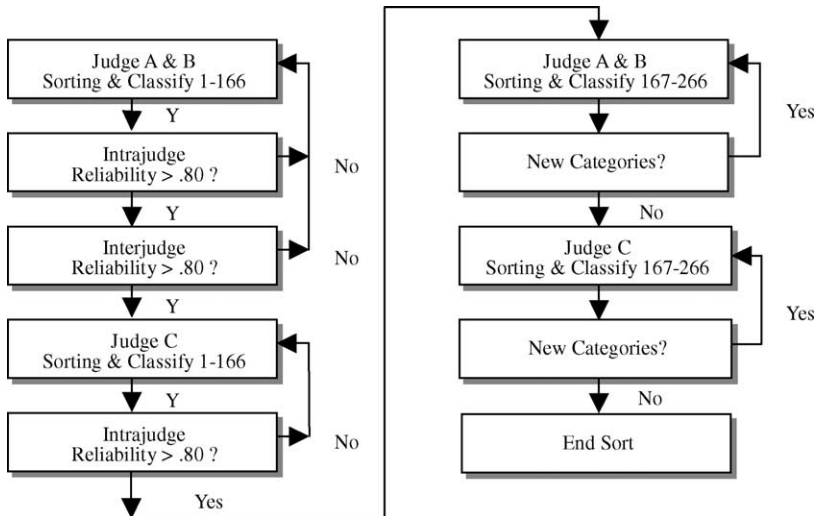 Judge A & B
Sorting & Classify 1-166
Y
Intrajudge
Reliability > .80 ?
No
Y
Interjudge
Reliability > .80 ?
No
Y
Judge C
Sorting & Classify 1-166
Y
Intrajudge
Reliability > .80 ?
No
Yes
Judge A & B
Sorting & Classify 167-266
Yes
New Categories?
No
Judge C
Sorting & Classify 167-266
Yes
New Categories?
No
End Sort